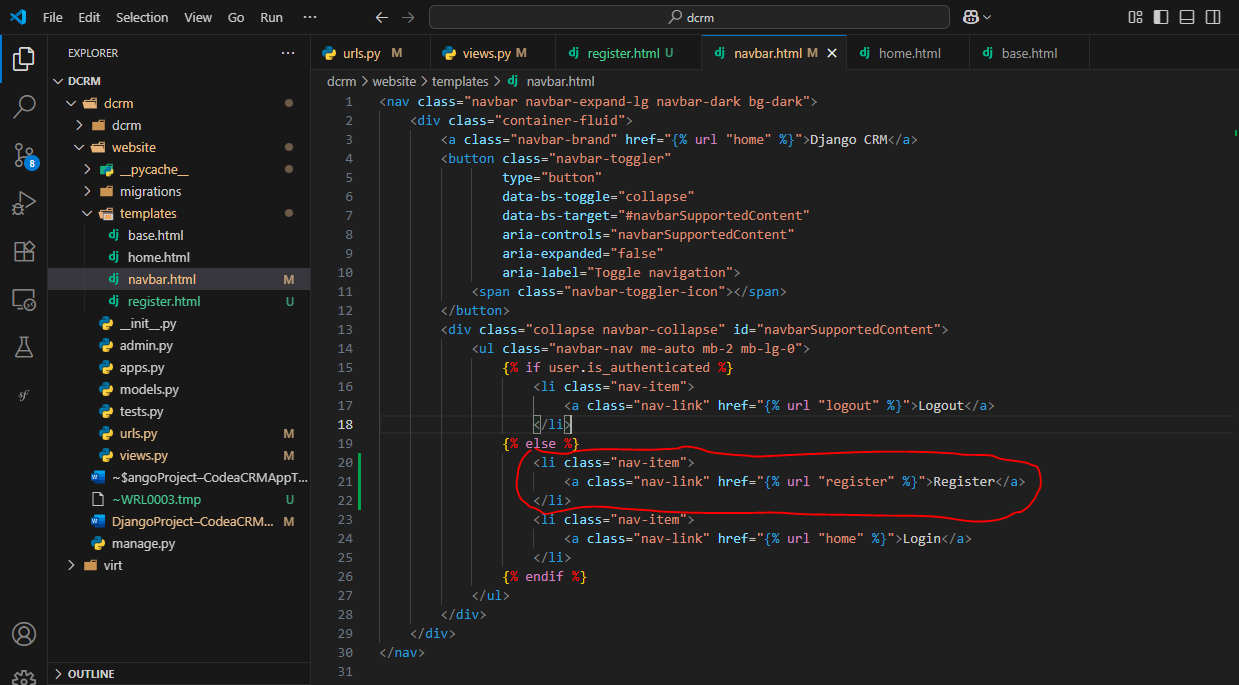 File Edit Selection View Go Run ··· dcrm
EXPLORER ···
DCRM
dcrm
dcrm
website
__pycache__
migrations
templates
base.html
home.html
navbar.html M
register.html U
__init__.py
admin.py
apps.py
models.py
tests.py
urls.py M
views.py M
~$angoProject–CodeaCRMAppT...
~WRL0003.tmp U
DjangoProject–CodeaCRM... M
manage.py
virt
OUTLINE
8
urls.py M views.py M register.html U navbar.html M home.html base.html
dcrm > website > templates > navbar.html
1 <nav class="navbar navbar-expand-lg navbar-dark bg-dark">
2 <div class="container-fluid">
3 <a class="navbar-brand" href="{% url "home" %}">Django CRM</a>
4 <button class="navbar-toggler"
5 type="button"
6 data-bs-toggle="collapse"
7 data-bs-target="#navbarSupportedContent"
8 aria-controls="navbarSupportedContent"
9 aria-expanded="false"
10 aria-label="Toggle navigation">
11 <span class="navbar-toggler-icon"></span>
12 </button>
13 <div class="collapse navbar-collapse" id="navbarSupportedContent">
14 <ul class="navbar-nav me-auto mb-2 mb-lg-0">
15 {% if user.is_authenticated %}
16 <li class="nav-item">
17 <a class="nav-link" href="{% url "logout" %}">Logout</a>
18 </li>
19 {% else %}
20 <li class="nav-item">
21 <a class="nav-link" href="{% url "register" %}">Register</a>
22 </li>
23 <li class="nav-item">
24 <a class="nav-link" href="{% url "home" %}">Login</a>
25 </li>
26 {% endif %}
27 </ul>
28 </div>
29 </div>
30 </nav>
31